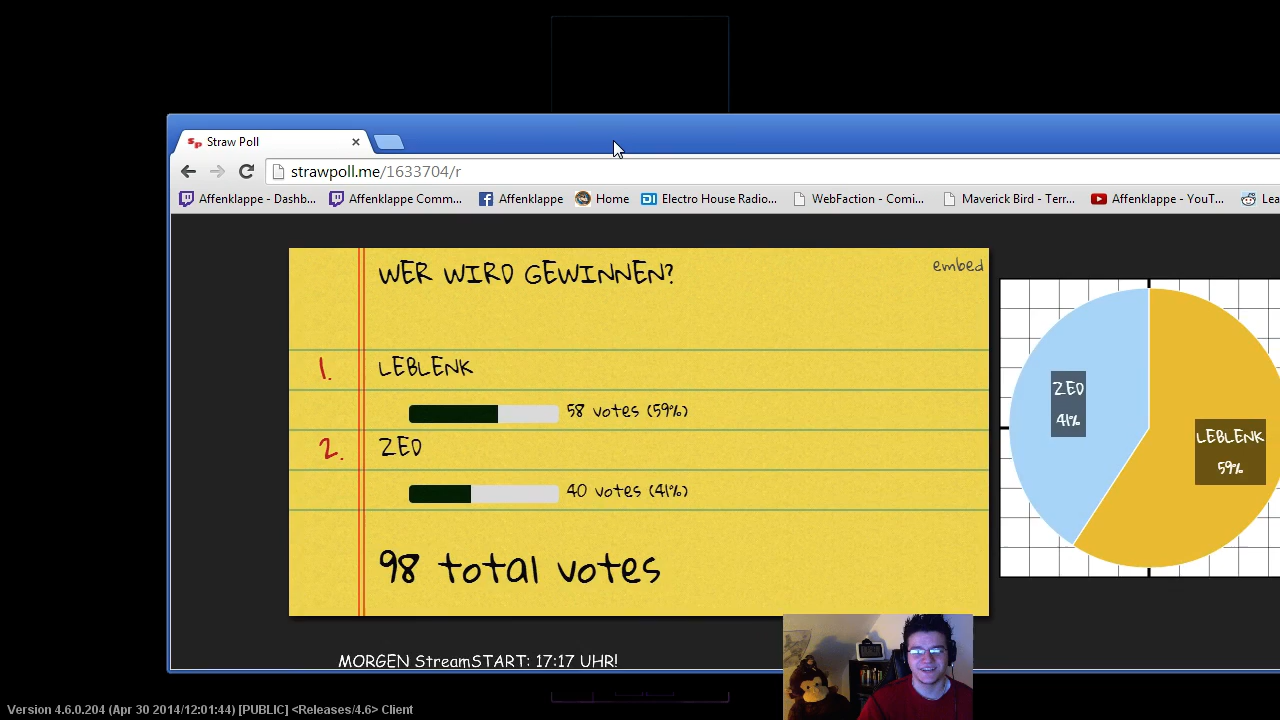 Straw Poll
strawpoll.me/1633704/r
Affenklappe - Dashb...
Affenklappe Comm...
Affenklappe
Home
Electro House Radio...
WebFaction - Comi...
Maverick Bird - Terr...
Affenklappe - YouT...
Lea
WER WIRD GEWINNEN?
embed
1. LEBLENK
58 votes (59%)
2. ZED
40 votes (41%)
98 total votes
ZED
41%
LEBLENK
59%
MORGEN StreamSTART: 17:17 UHR!
Version 4.6.0.204 (Apr 30 2014/12:01:44) [PUBLIC] <Releases/4.6> Client